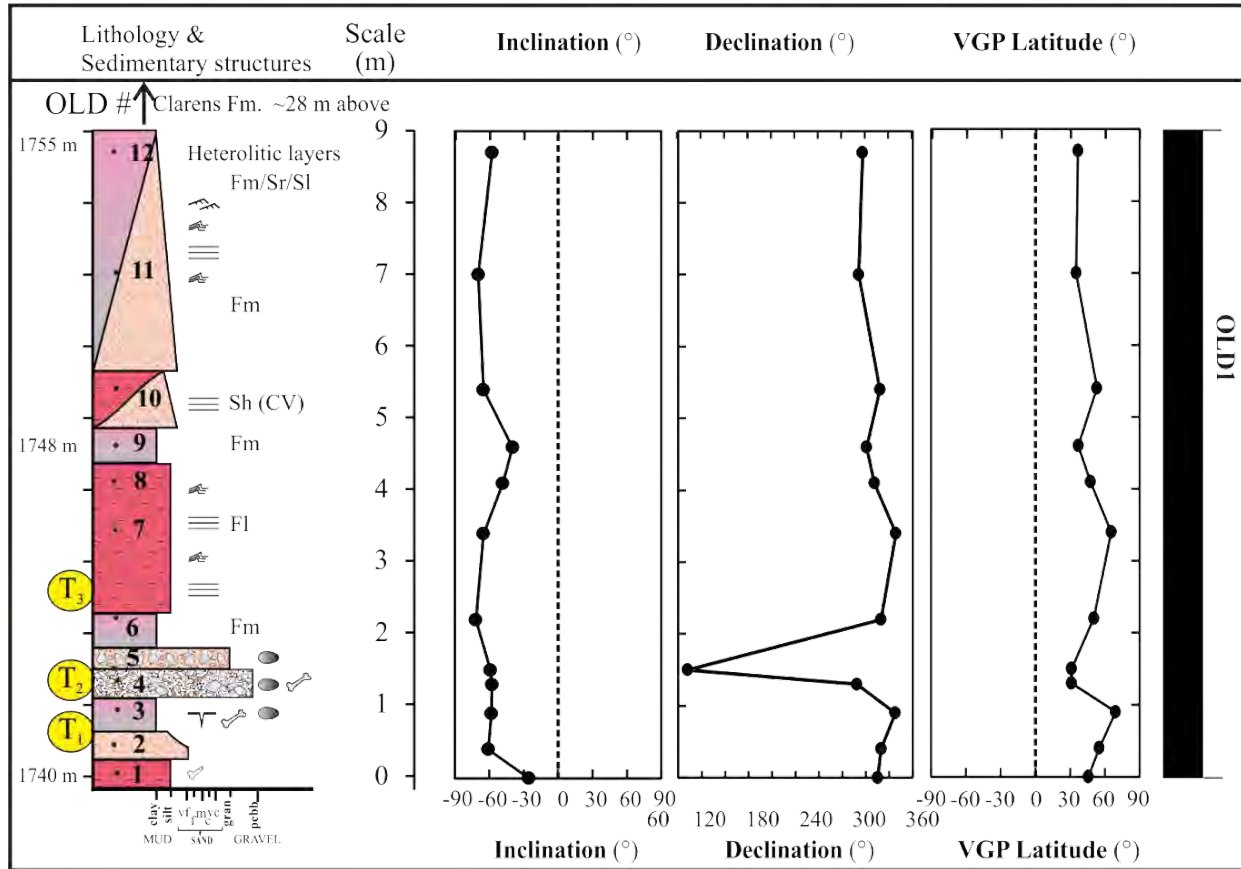 Lithology &
Sedimentary structures
Scale
(m)
Inclination (°)
Declination (°)
VGP Latitude (°)
OLD #
Clarens Fm. ~28 m above
1755 m
12
Heterolitic layers
Fm/Sr/Sl
11
Fm
10
Sh (CV)
1748 m
9
Fm
8
7
Fl
T3
6
Fm
5
T2
4
3
T1
2
1740 m
1
9
8
7
6
5
4
3
2
1
0
OLD1
clay
silt
vf f m c vc
gran
pebb
MUD
SAND
GRAVEL
-90 -60 -30 0 30 60 90
60 120 180 240 300 360
-90 -60 -30 0 30 60 90
Inclination (°)
Declination (°)
VGP Latitude (°)